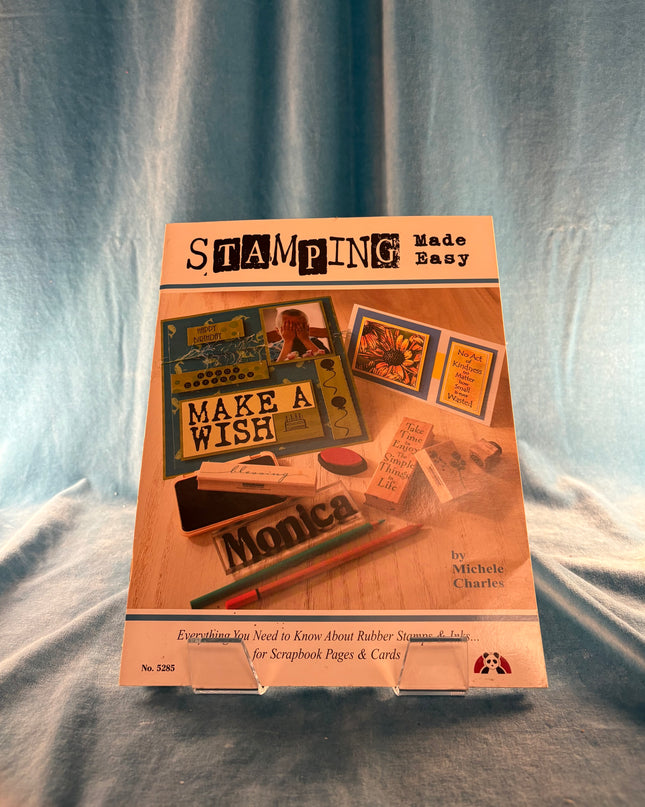 STAMPING Made
Easy
HAPPY
BIRTHDAY
MAKE A
WISH
No Act
of
Kindness
no
Matter
how
Small
is ever
Wasted
Take
Time to
Enjoy
The
Simple
Things
in
Life
blessing
Monica
by
Michele
Charles
Everything You Need to Know About Rubber Stamps & Inks...
for Scrapbook Pages & Cards
No. 5285